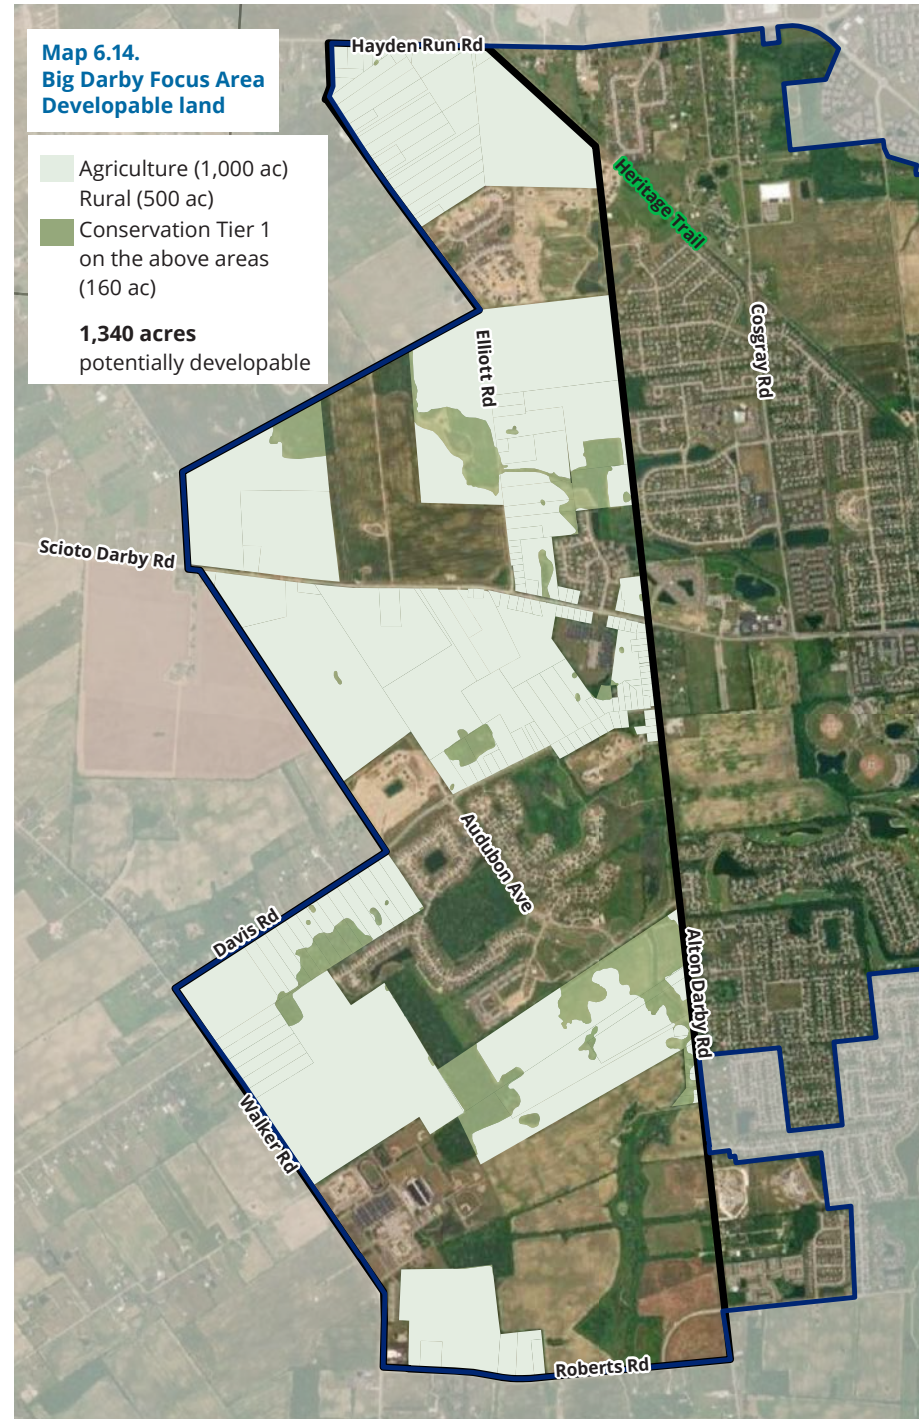 Map 6.14.
Big Darby Focus Area
Developable land
Agriculture (1,000 ac)
Rural (500 ac)
Conservation Tier 1
on the above areas
(160 ac)
1,340 acres
potentially developable
Hayden Run Rd
Heritage Trail
Cosgray Rd
Elliott Rd
Scioto Darby Rd
Audubon Ave
Davis Rd
Alton Darby Rd
Walker Rd
Roberts Rd